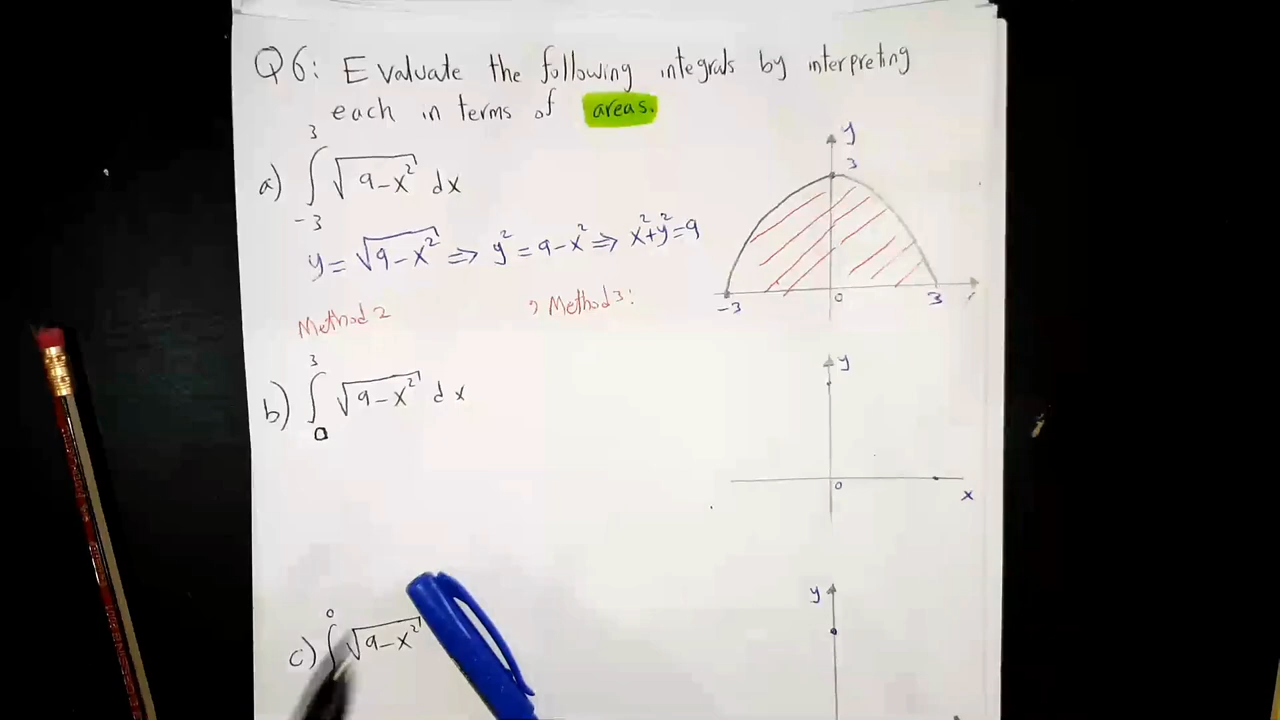 Q6: Evaluate the following integrals by interpreting
each in terms of areas.
a) ∫_{-3}^{3} √(9-x²) dx
y = √(9-x²) ⇒ y² = 9-x² ⇒ x²+y²=9
Method 2 , Method 3:
y
3
-3 0 3
b) ∫_{0}^{3} √(9-x²) dx
y
0
x
c) ∫^{0} √(9-x²)
y